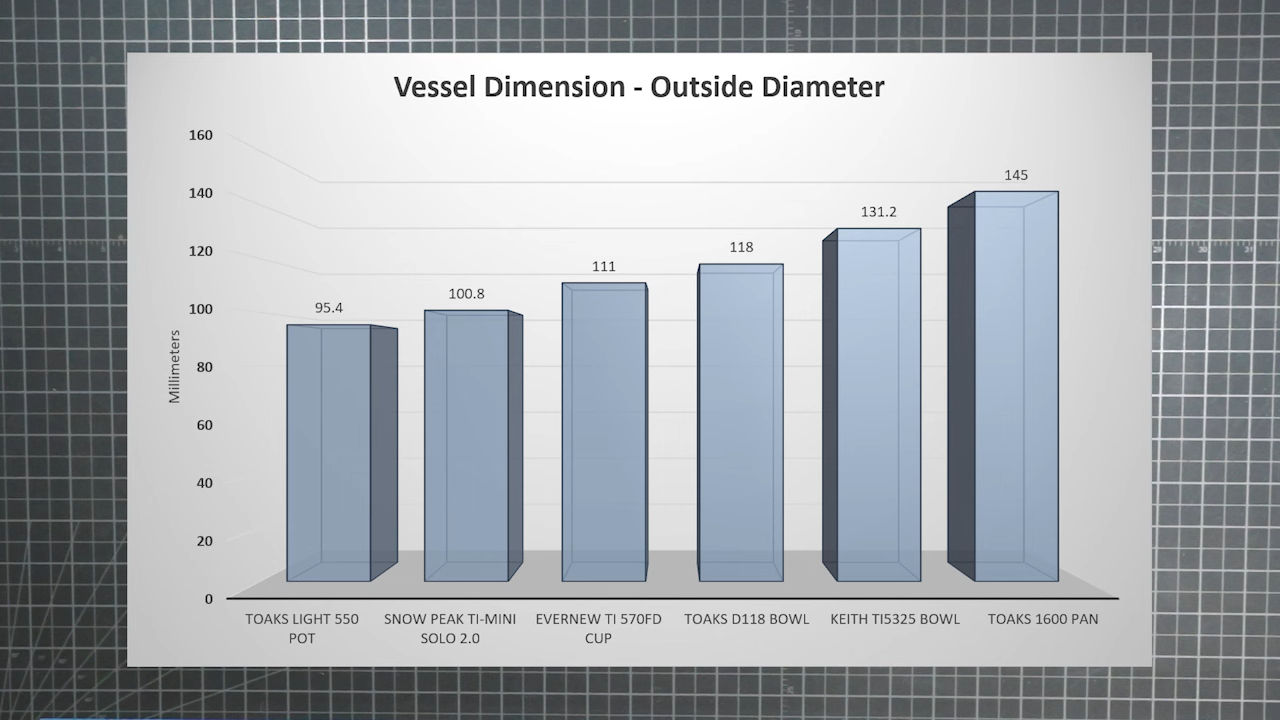 Vessel Dimension - Outside Diameter
160
140
120
100
80
60
40
20
0
Millimeters
95.4
100.8
111
118
131.2
145
TOAKS LIGHT 550
POT
SNOW PEAK TI-MINI
SOLO 2.0
EVERNEW TI 570FD
CUP
TOAKS D118 BOWL
KEITH TI5325 BOWL
TOAKS 1600 PAN